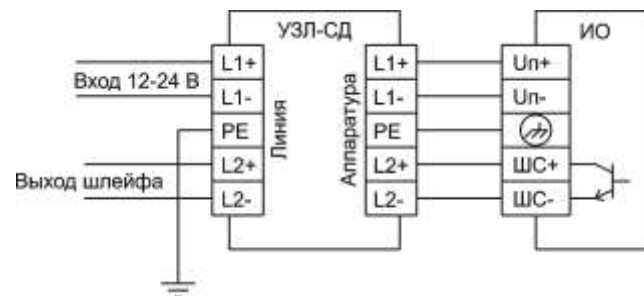 УЗЛ-СД
ИО
Вход 12-24 В
Выход шлейфа
L1+
L1-
PE
L2+
L2-
Линия
Аппаратура
L1+
L1-
PE
L2+
L2-
Uп+
Uп-
ШС+
ШС-